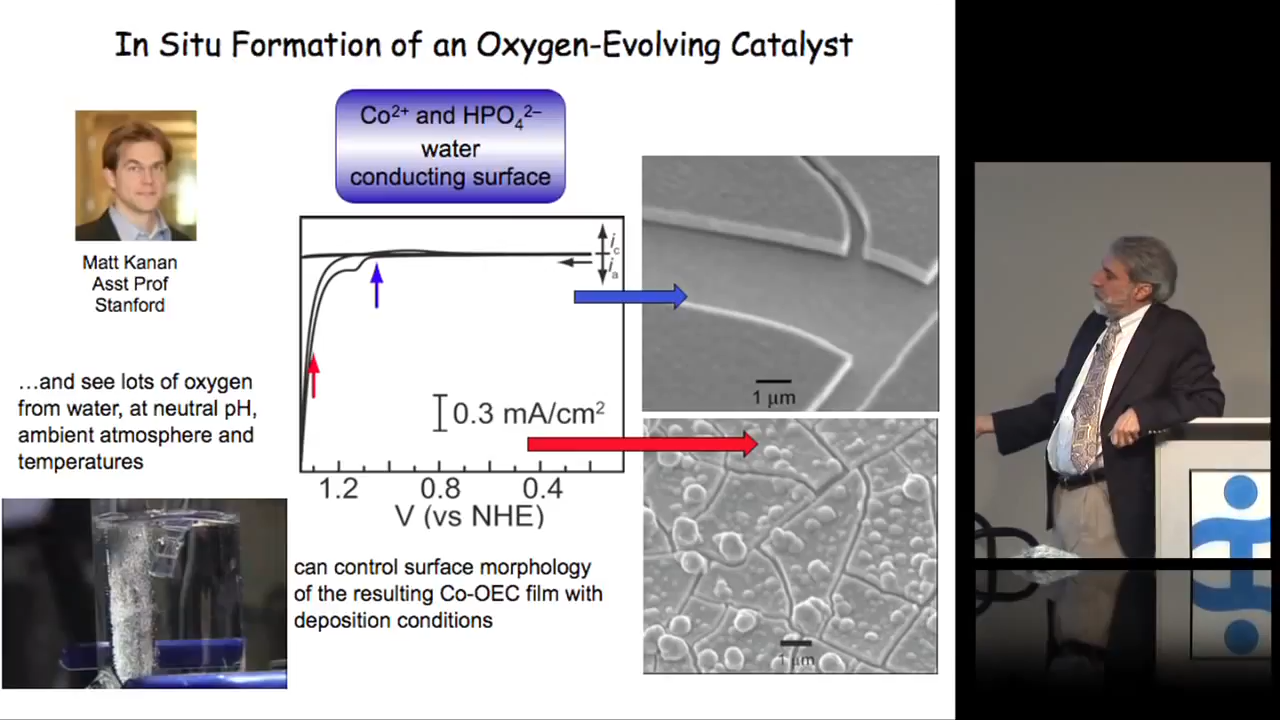 In Situ Formation of an Oxygen-Evolving Catalyst
Co²⁺ and HPO₄²⁻
water
conducting surface
Matt Kanan
Asst Prof
Stanford
…and see lots of oxygen
from water, at neutral pH,
ambient atmosphere and
temperatures
i_c
i_a
0.3 mA/cm²
1.2 0.8 0.4
V (vs NHE)
can control surface morphology
of the resulting Co-OEC film with
deposition conditions
1 μm
1 μm